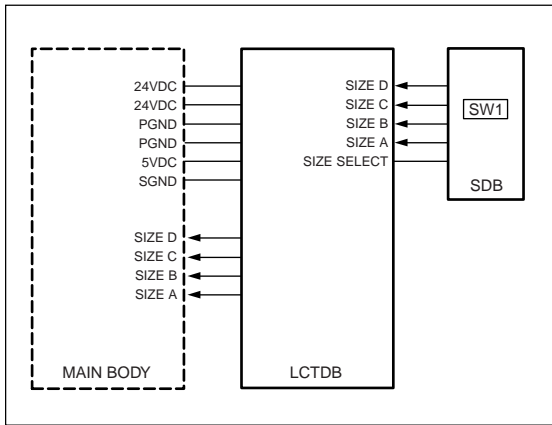 24VDC
24VDC
PGND
PGND
5VDC
SGND
SIZE D
SIZE C
SIZE B
SIZE A
MAIN BODY
SIZE D
SIZE C
SIZE B
SIZE A
SIZE SELECT
LCTDB
SW1
SDB